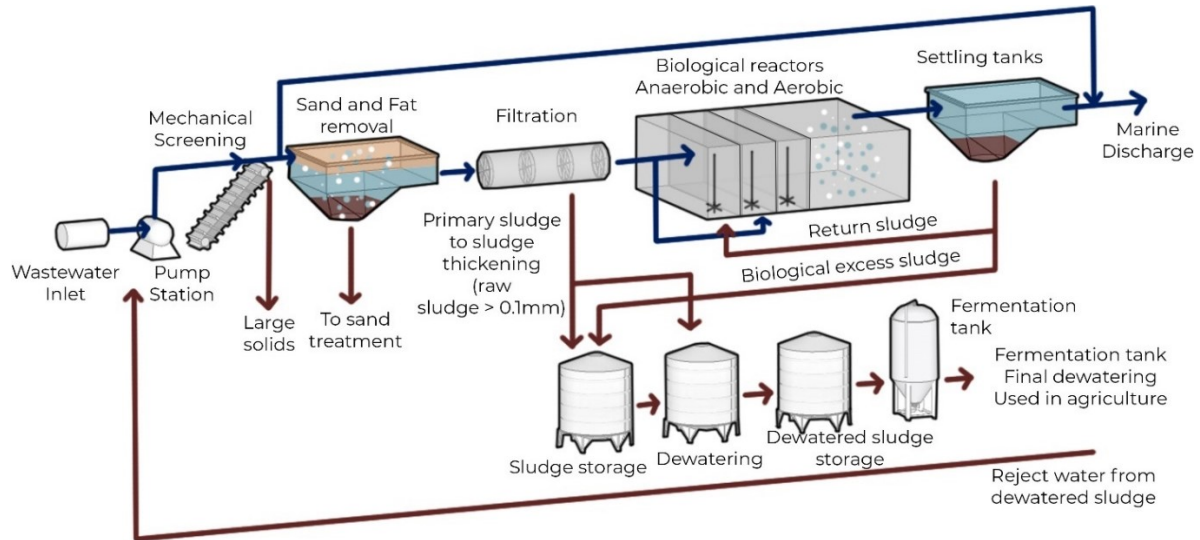 Biological reactors
Anaerobic and Aerobic
Settling tanks
Mechanical
Screening
Sand and Fat
removal
Filtration
Marine
Discharge
Wastewater
Inlet
Pump
Station
Large
solids
To sand
treatment
Primary sludge
to sludge
thickening
(raw
sludge > 0.1mm)
Return sludge
Biological excess sludge
Fermentation
tank
Fermentation tank
Final dewatering
Used in agriculture
Sludge storage
Dewatering
Dewatered sludge
storage
Reject water from
dewatered sludge